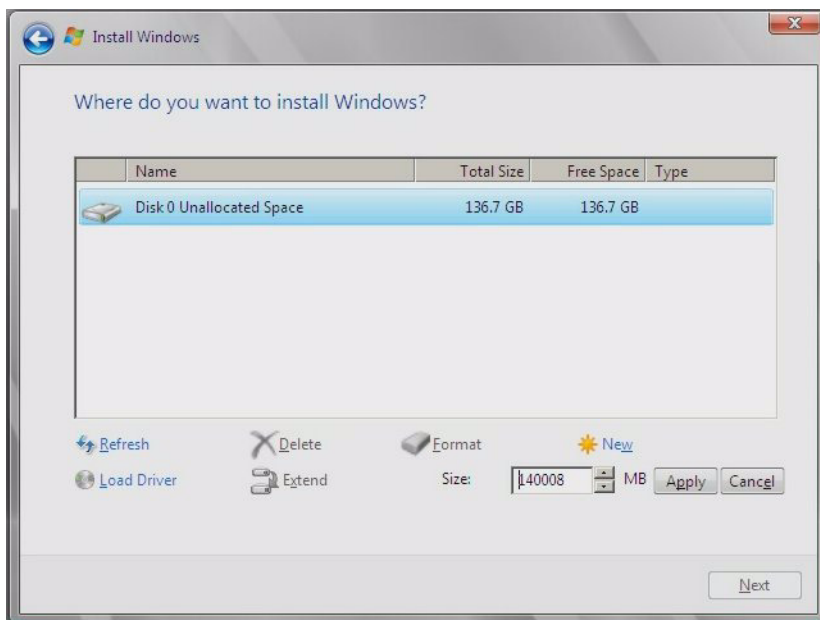 Install Windows
Where do you want to install Windows?
Name Total Size Free Space Type
Disk 0 Unallocated Space 136.7 GB 136.7 GB
Refresh Delete Format New
Load Driver Extend Size: 140008 MB Apply Cancel
Next